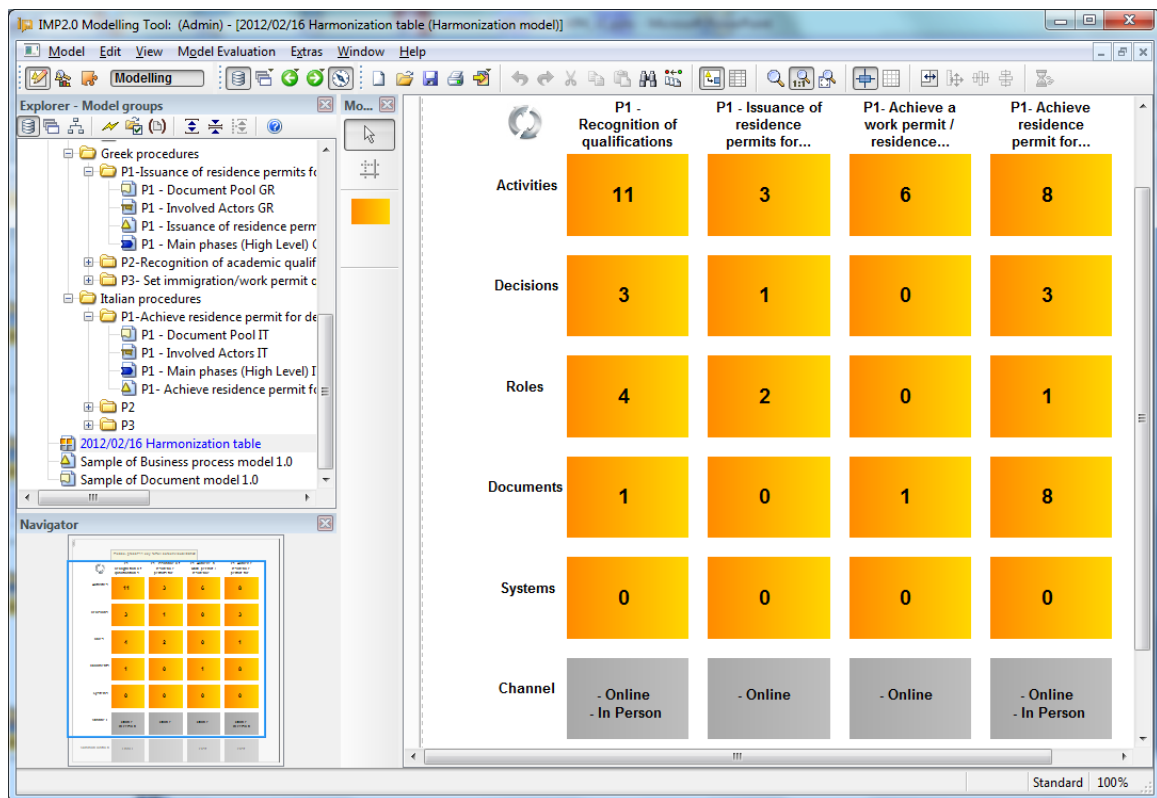 IMP2.0 Modelling Tool: (Admin) - [2012/02/16 Harmonization table (Harmonization model)]
Model Edit View Model Evaluation Extras Window Help
Modelling
Explorer - Model groups
Mo...
Greek procedures
P1-Issuance of residence permits fo
P1 - Document Pool GR
P1 - Involved Actors GR
P1 - Issuance of residence perm
P1 - Main phases (High Level) G
P2-Recognition of academic qualif
P3- Set immigration/work permit c
Italian procedures
P1-Achieve residence permit for de
P1 - Document Pool IT
P1 - Involved Actors IT
P1 - Main phases (High Level) I
P1- Achieve residence permit fo
P2
P3
2012/02/16 Harmonization table
Sample of Business process model 1.0
Sample of Document model 1.0
Navigator
P1 - Recognition of qualifications
P1 - Issuance of residence permits for...
P1- Achieve a work permit / residence...
P1- Achieve residence permit for...
Activities 11 3 6 8
Decisions 3 1 0 3
Roles 4 2 0 1
Documents 1 0 1 8
Systems 0 0 0 0
Channel - Online - In Person - Online - Online - Online - In Person
Standard 100%